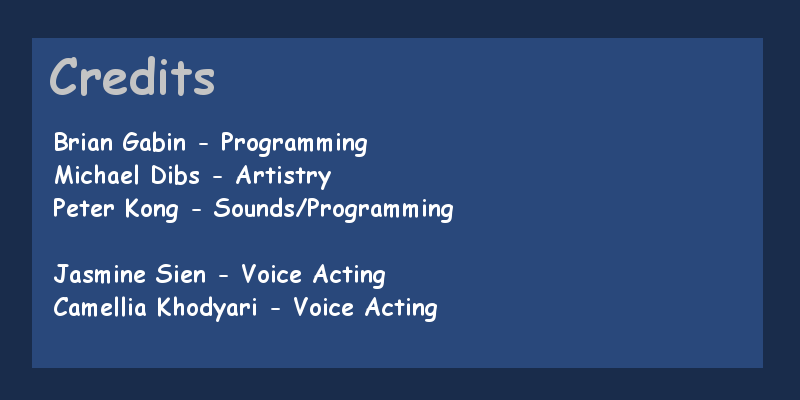 Credits
Brian Gabin - Programming
Michael Dibs - Artistry
Peter Kong - Sounds/Programming
Jasmine Sien - Voice Acting
Camellia Khodyari - Voice Acting